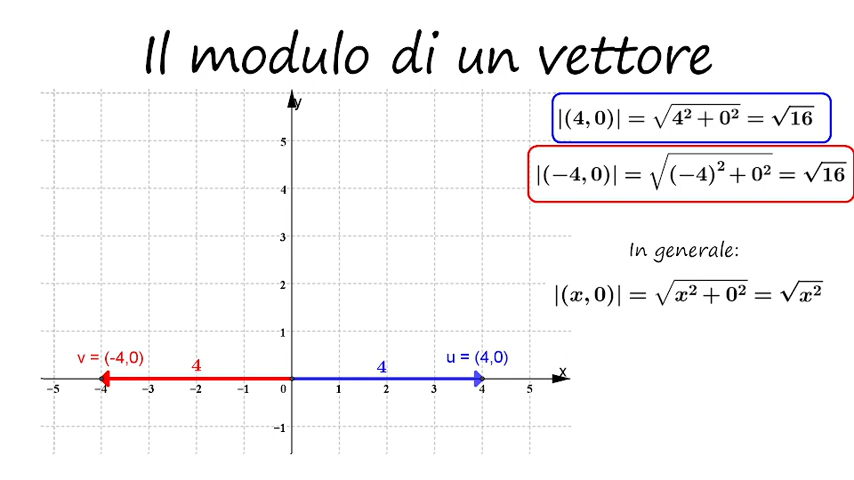 Il modulo di un vettore
y
|(4, 0)| = √4² + 0² = √16
5
|(−4, 0)| = √(−4)² + 0² = √16
4
3
In generale:
2
|(x, 0)| = √x² + 0² = √x²
1
v = (-4,0) 4 4 u = (4,0)
x
−5 −4 −3 −2 −1 0 1 2 3 4 5
−1